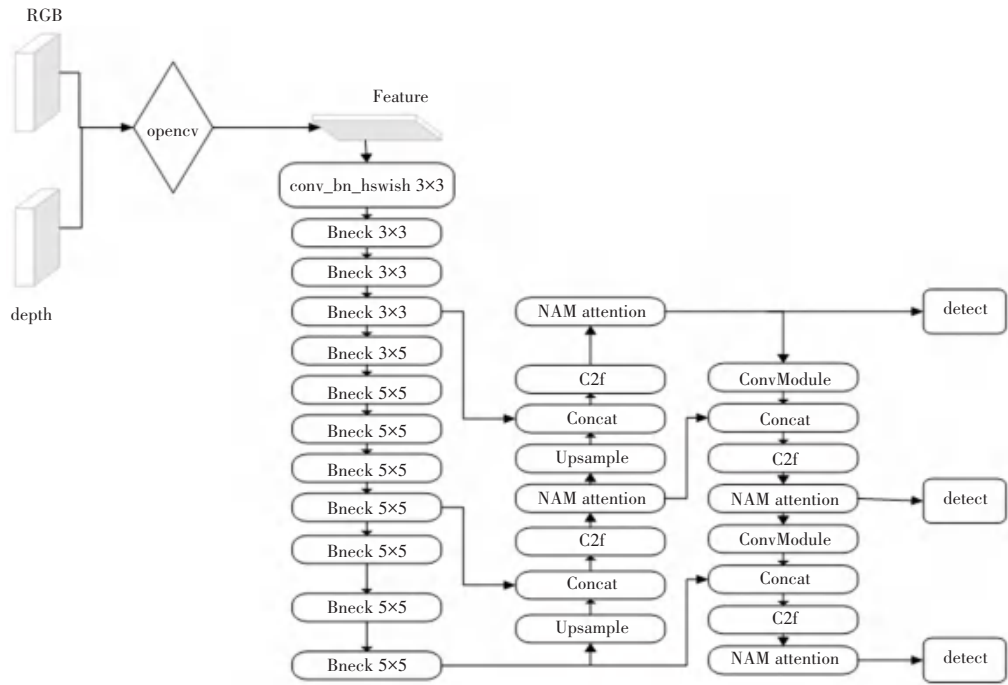 RGB
depth
opencv
Feature
conv_bn_hswish 3×3
Bneck 3×3
Bneck 3×3
Bneck 3×3
Bneck 3×5
Bneck 5×5
Bneck 5×5
Bneck 5×5
Bneck 5×5
Bneck 5×5
Bneck 5×5
Bneck 5×5
NAM attention
C2f
Concat
Upsample
NAM attention
C2f
Concat
Upsample
ConvModule
Concat
C2f
NAM attention
ConvModule
Concat
C2f
NAM attention
detect
detect
detect